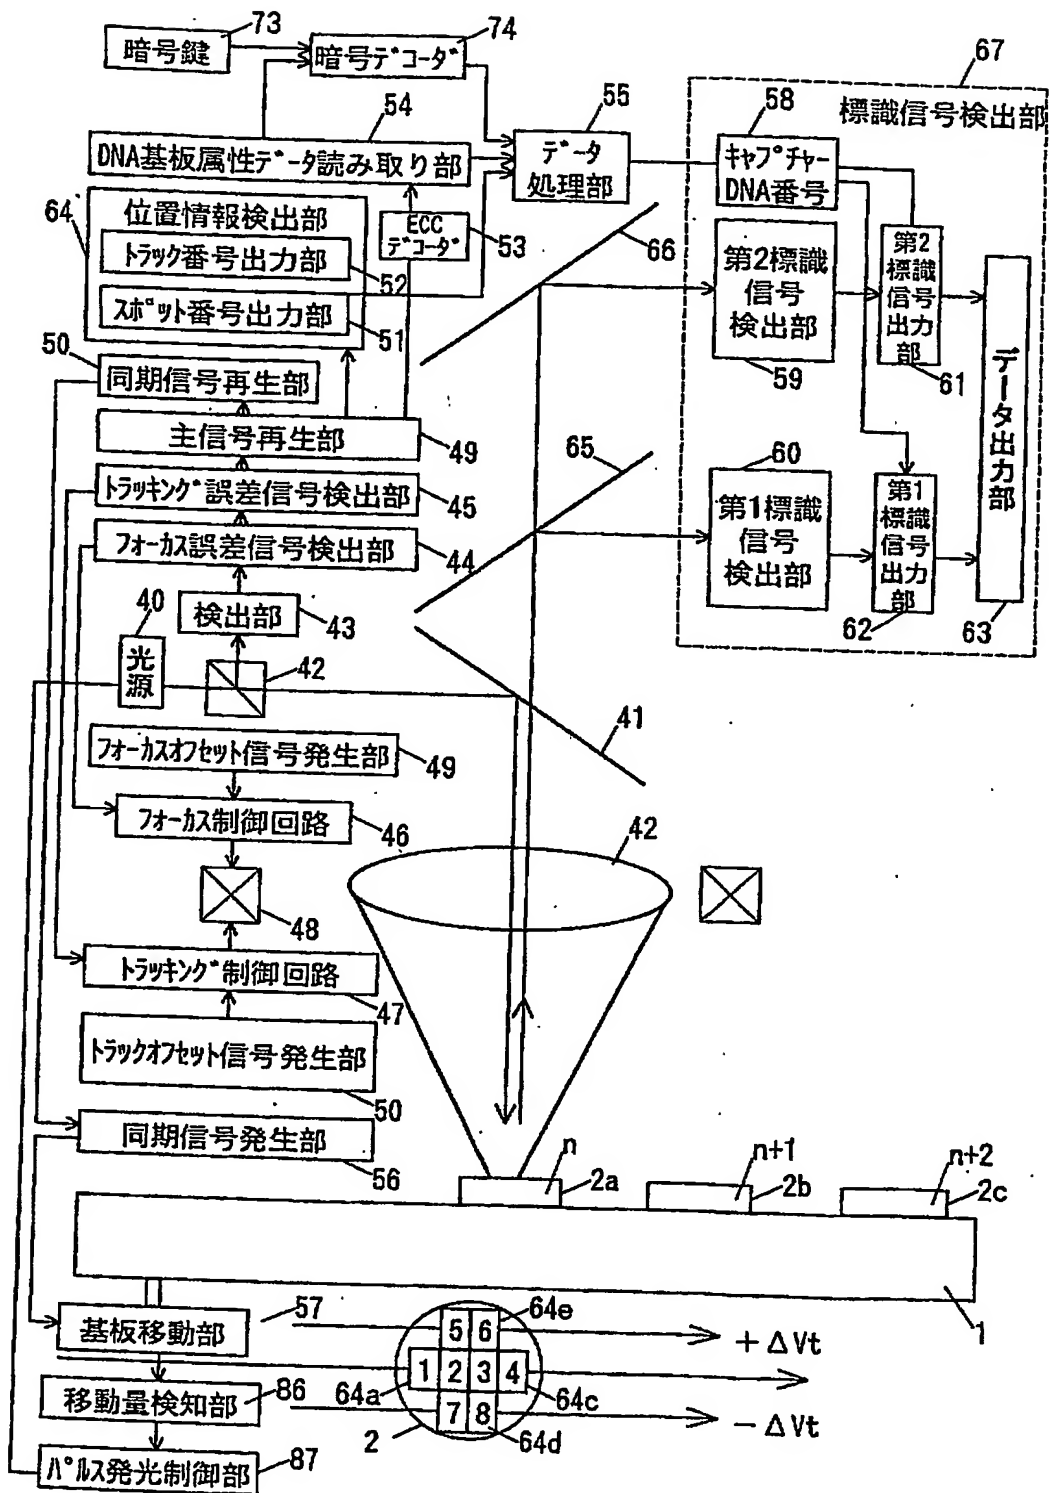 73
74
暗号鍵
暗号デコーダ
67
54
55
58
標識信号検出部
DNA基板属性データ読み取り部
データ
処理部
キャプチャー
DNA番号
64
位置情報検出部
ECC
デコーダ
53
66
トラック番号出力部
52
第2標識
信号
検出部
第2
標識
信号
出力
部
スポット番号出力部
51
50
同期信号再生部
59
61
データ出力部
主信号再生部
49
65
60
トラッキング誤差信号検出部
45
第1標識
信号
検出部
第1
標識
信号
出力
部
フォーカス誤差信号検出部
44
40
検出部
43
62
63
光源
42
41
フォーカスオフセット信号発生部
49
フォーカス制御回路
46
42
48
トラッキング制御回路
47
トラックオフセット信号発生部
50
同期信号発生部
56
n
2a
n+1
2b
n+2
2c
1
基板移動部
57
5 6
64e
+ΔVt
1 2 3 4
64a
64c
移動量検知部
86
7 8
64d
2
-ΔVt
パルス発光制御部
87